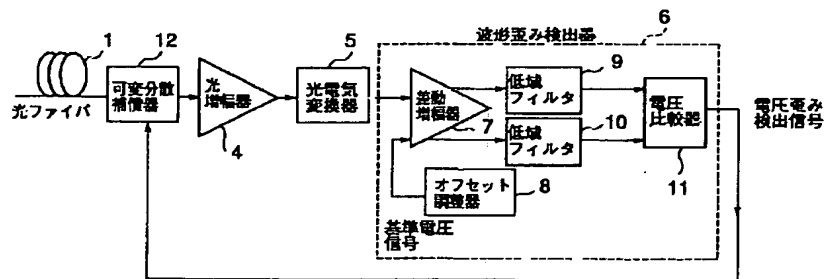 波形歪み検出器
6
1
12
5
9
光ファイバ
可変分散
補償器
光
増幅器
4
光電気
変換器
差動
増幅器
7
低域
フィルタ
低域
フィルタ
10
電圧
比較器
11
電圧歪み
検出信号
オフセット
調整器
8
基準電圧
信号